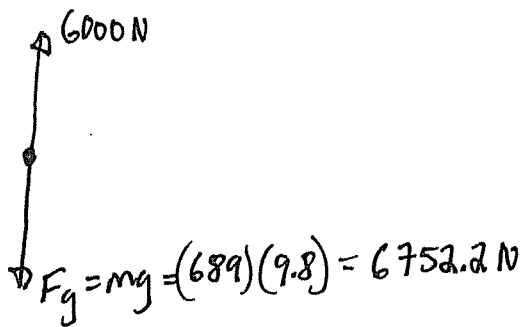 6000 N
Fg = mg = (689)(9.8) = 6752.2 N